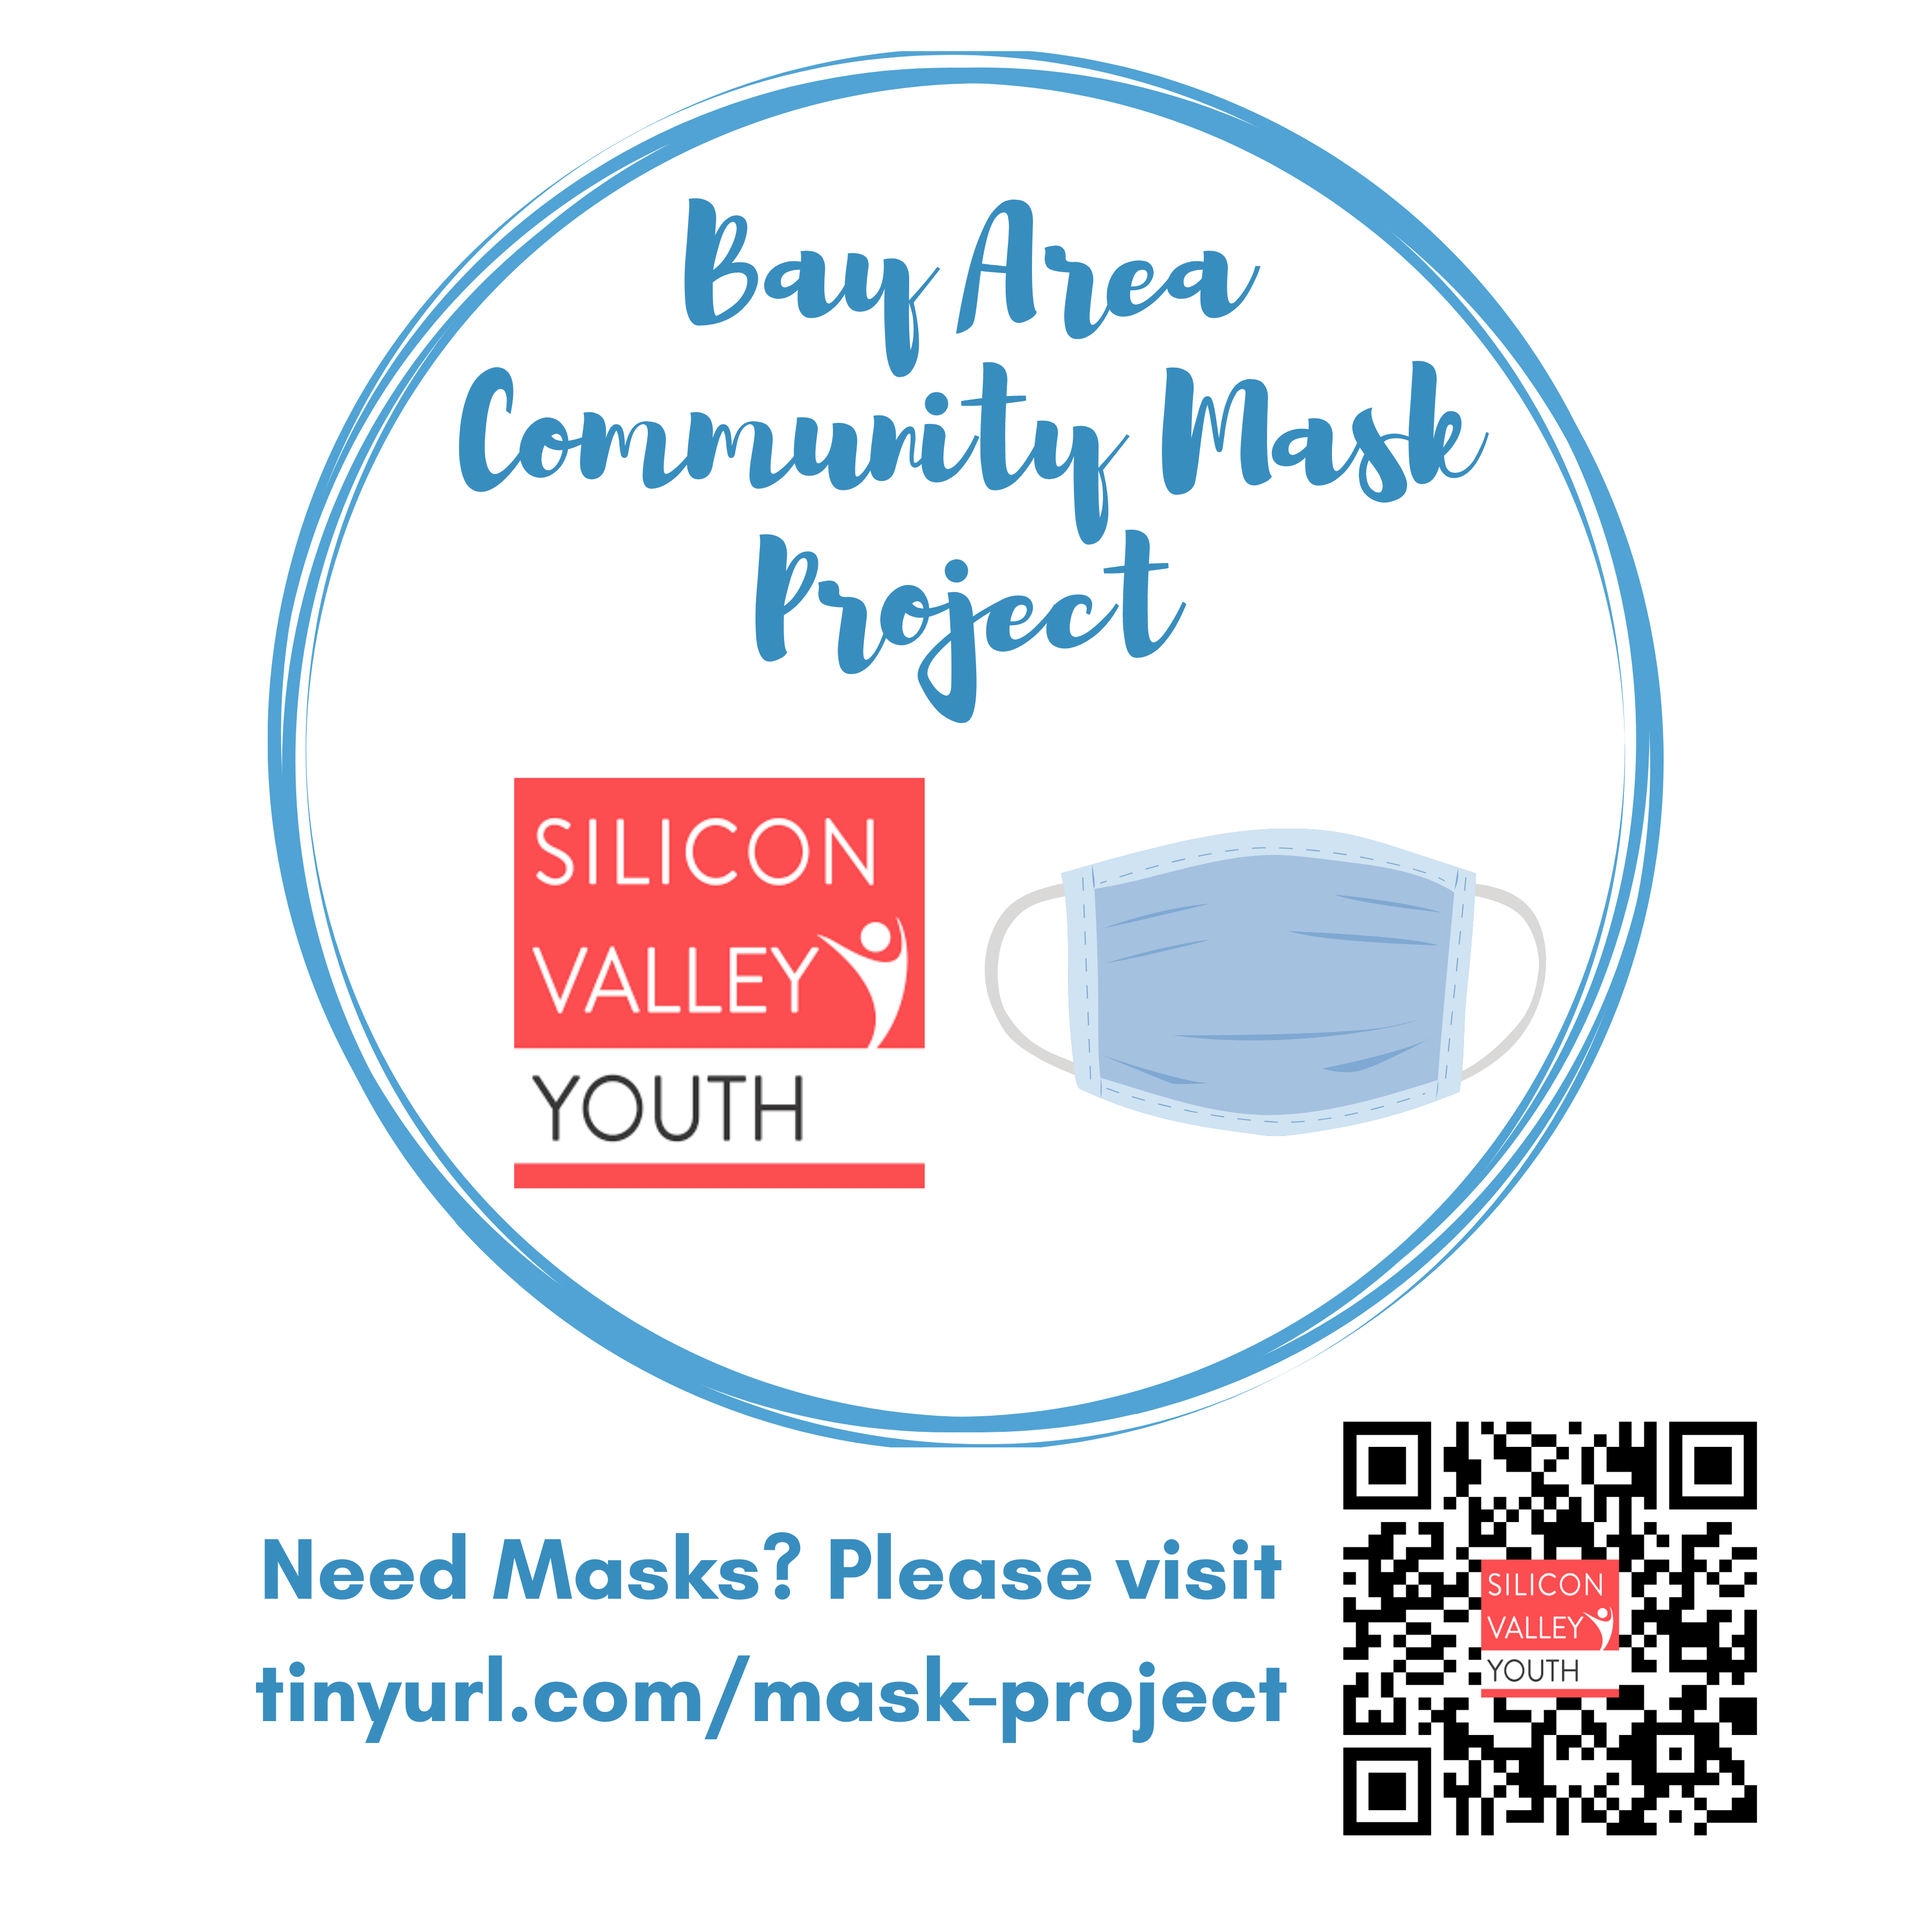 Bay Area
Community Mask
Project
SILICON
VALLEY
YOUTH
Need Masks? Please visit
tinyurl.com/mask-project
SILICON
VALLEY
YOUTH